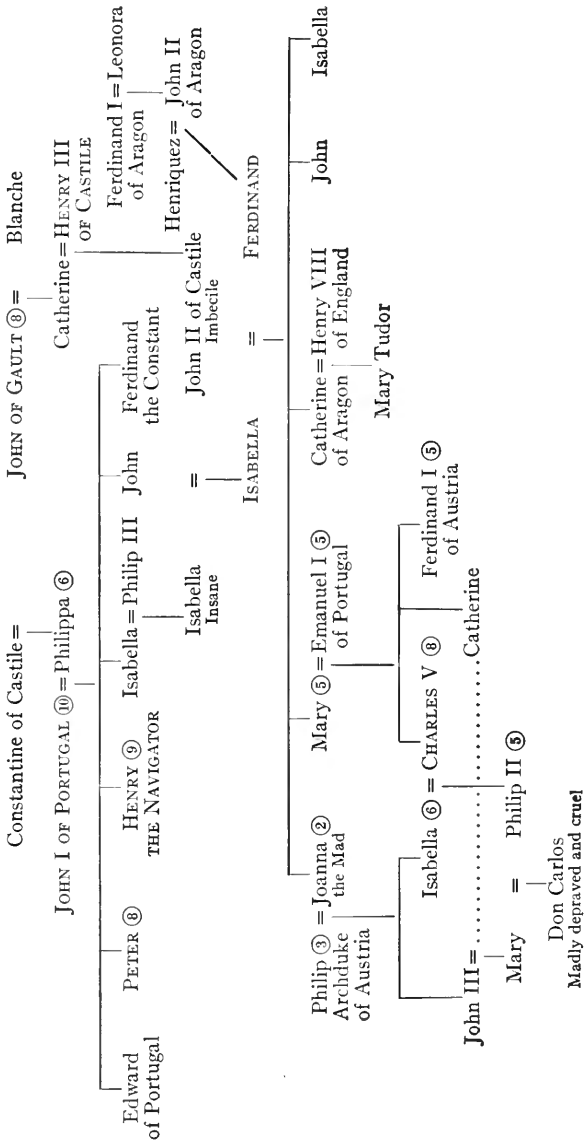 Constantine of Castile =
JOHN OF GAULT ⑧ =
Blanche
JOHN I OF PORTUGAL ⑩ = Philippa ⑥
Catherine = HENRY III
OF CASTILE
Ferdinand I = Leonora
of Aragon
Edward
of Portugal
PETER ⑧
HENRY ⑨
THE NAVIGATOR
Isabella = Philip III
John
Ferdinand
the Constant
Henriquez = John II
of Aragon
Isabella
Insane
=
John II of Castile
Imbecile
ISABELLA
=
FERDINAND
Philip ③ = Joanna ②
Archduke
the Mad
of Austria
Mary ⑤ = Emanuel I ⑤
of Portugal
Catherine = Henry VIII
of Aragon
of England
John
Isabella
Mary Tudor
Isabella ⑥ = CHARLES V ⑧
Ferdinand I ⑤
of Austria
John III = . . . . . . . . . . . . . . . . . . . . . . . Catherine
Mary
=
Philip II ⑤
Don Carlos
Madly depraved and cruel